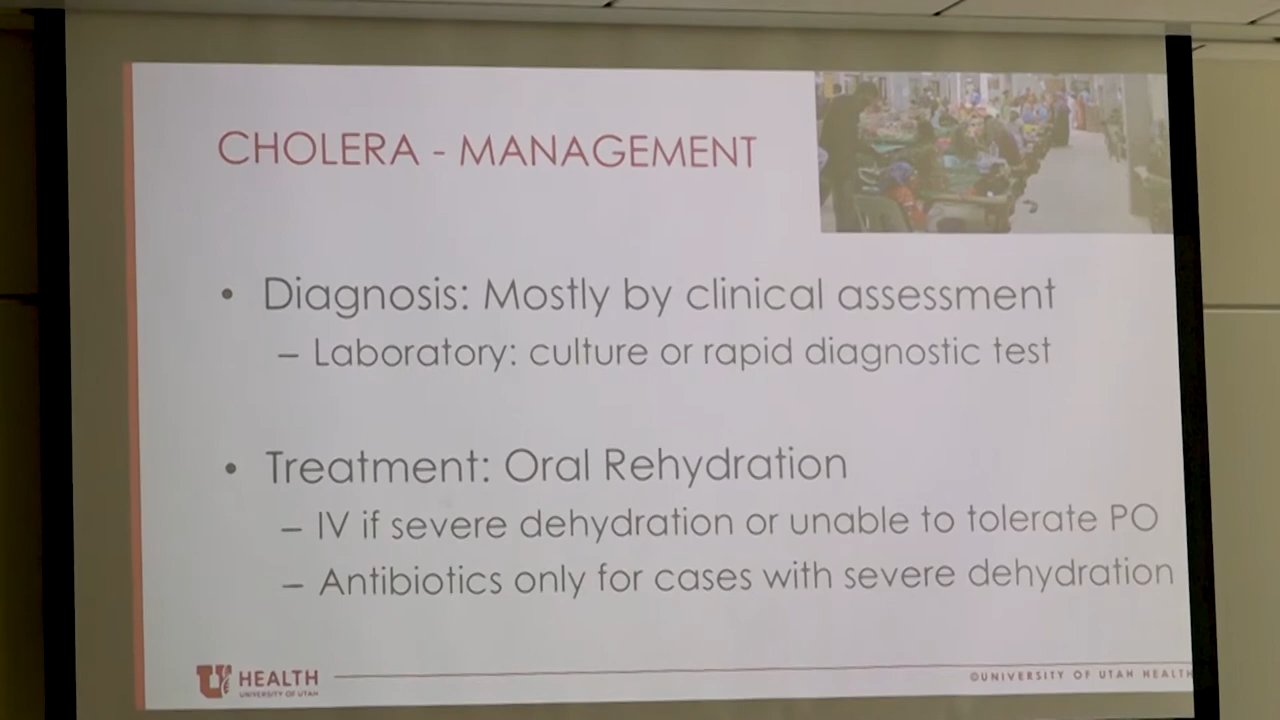 CHOLERA - MANAGEMENT
• Diagnosis: Mostly by clinical assessment
– Laboratory: culture or rapid diagnostic test
• Treatment: Oral Rehydration
– IV if severe dehydration or unable to tolerate PO
– Antibiotics only for cases with severe dehydration
U HEALTH
UNIVERSITY OF UTAH
©UNIVERSITY OF UTAH HEALTH